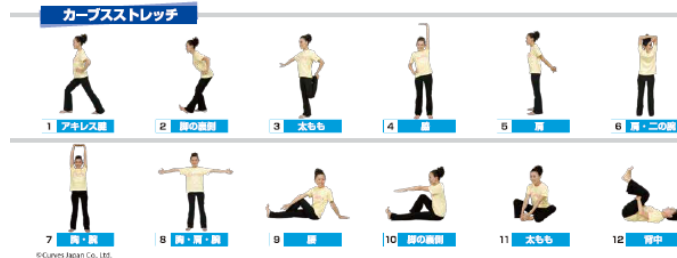 カーブスストレッチ
1 アキレス腱
2 脚の裏側
3 太もも
4 脇
5 肩
6 肩・二の腕
7 胸・腕
8 胸・肩・腕
9 腰
10 脚の裏側
11 太もも
12 背中
©Curves Japan Co., Ltd.